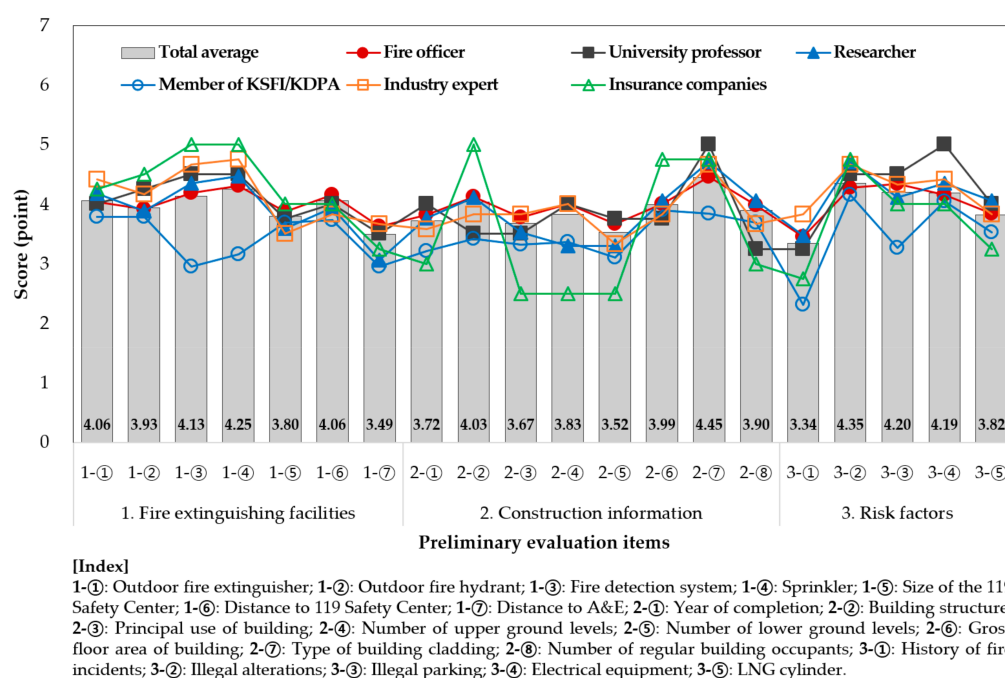 7
Total average Fire officer University professor Researcher
Member of KSFI/KDPA Industry expert Insurance companies
6
5
4
3
2
1
0
Score (point)
4.06 3.93 4.13 4.25 3.80 4.06 3.49 3.72 4.03 3.67 3.83 3.52 3.99 4.45 3.90 3.34 4.35 4.20 4.19 3.82
1-① 1-② 1-③ 1-④ 1-⑤ 1-⑥ 1-⑦ 2-① 2-② 2-③ 2-④ 2-⑤ 2-⑥ 2-⑦ 2-⑧ 3-① 3-② 3-③ 3-④ 3-⑤
1. Fire extinguishing facilities 2. Construction information 3. Risk factors
Preliminary evaluation items
[Index]
1-①: Outdoor fire extinguisher; 1-②: Outdoor fire hydrant; 1-③: Fire detection system; 1-④: Sprinkler; 1-⑤: Size of the 119
Safety Center; 1-⑥: Distance to 119 Safety Center; 1-⑦: Distance to A&E; 2-①: Year of completion; 2-②: Building structure
2-③: Principal use of building; 2-④: Number of upper ground levels; 2-⑤: Number of lower ground levels; 2-⑥: Gross
floor area of building; 2-⑦: Type of building cladding; 2-⑧: Number of regular building occupants; 3-①: History of fire
incidents; 3-②: Illegal alterations; 3-③: Illegal parking; 3-④: Electrical equipment; 3-⑤: LNG cylinder.